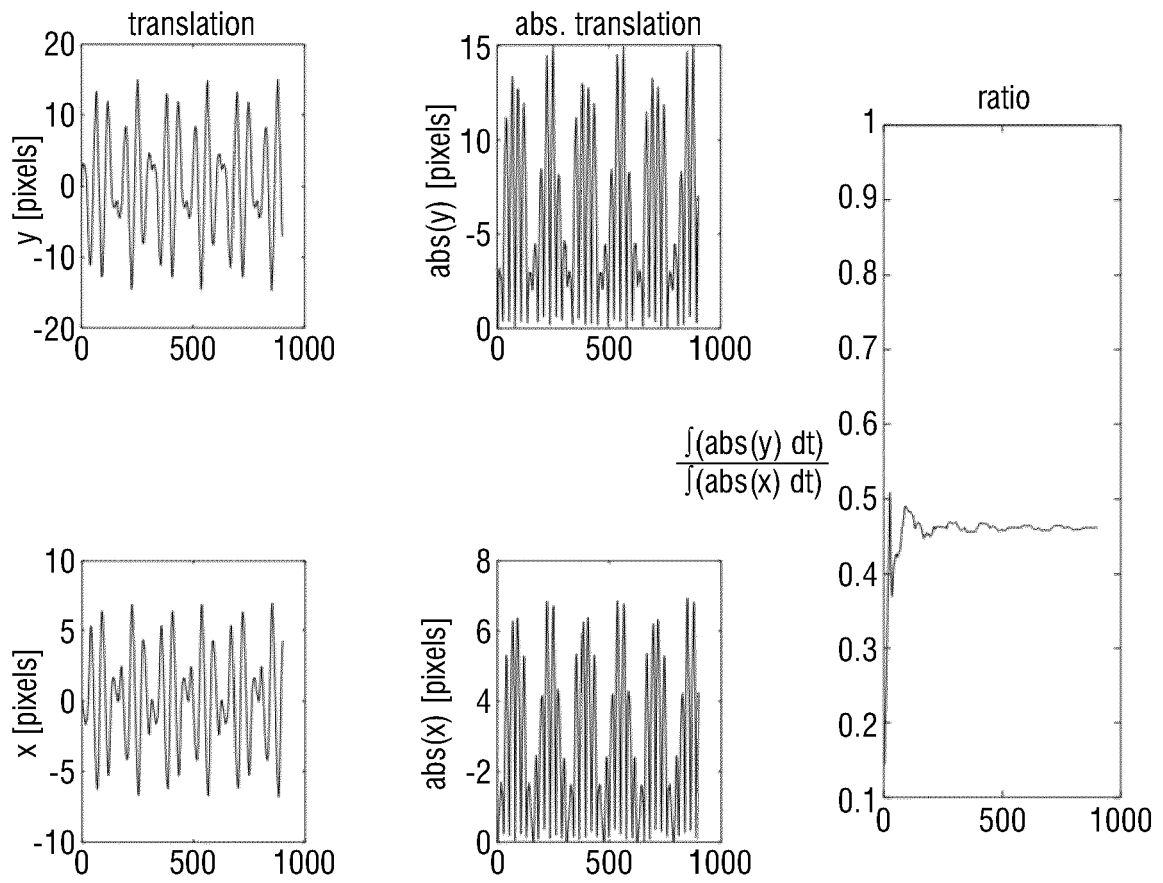 translation
20
10
0
-10
-20
y [pixels]
0 500 1000
abs. translation
15
10
-5
0
abs(y) [pixels]
0 500 1000
ratio
1
0.9
0.8
0.7
0.6
0.5
0.4
0.3
0.2
0.1
∫(abs(y) dt)
∫(abs(x) dt)
0 500 1000
10
5
0
-5
-10
x [pixels]
0 500 1000
8
6
4
-2
0
abs(x) [pixels]
0 500 1000